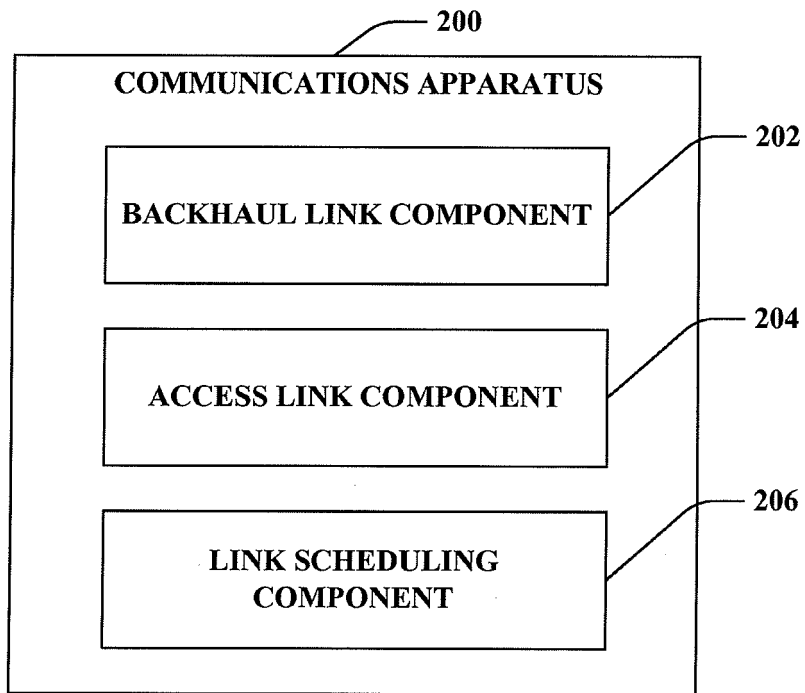 200
COMMUNICATIONS APPARATUS
202
BACKHAUL LINK COMPONENT
204
ACCESS LINK COMPONENT
206
LINK SCHEDULING
COMPONENT